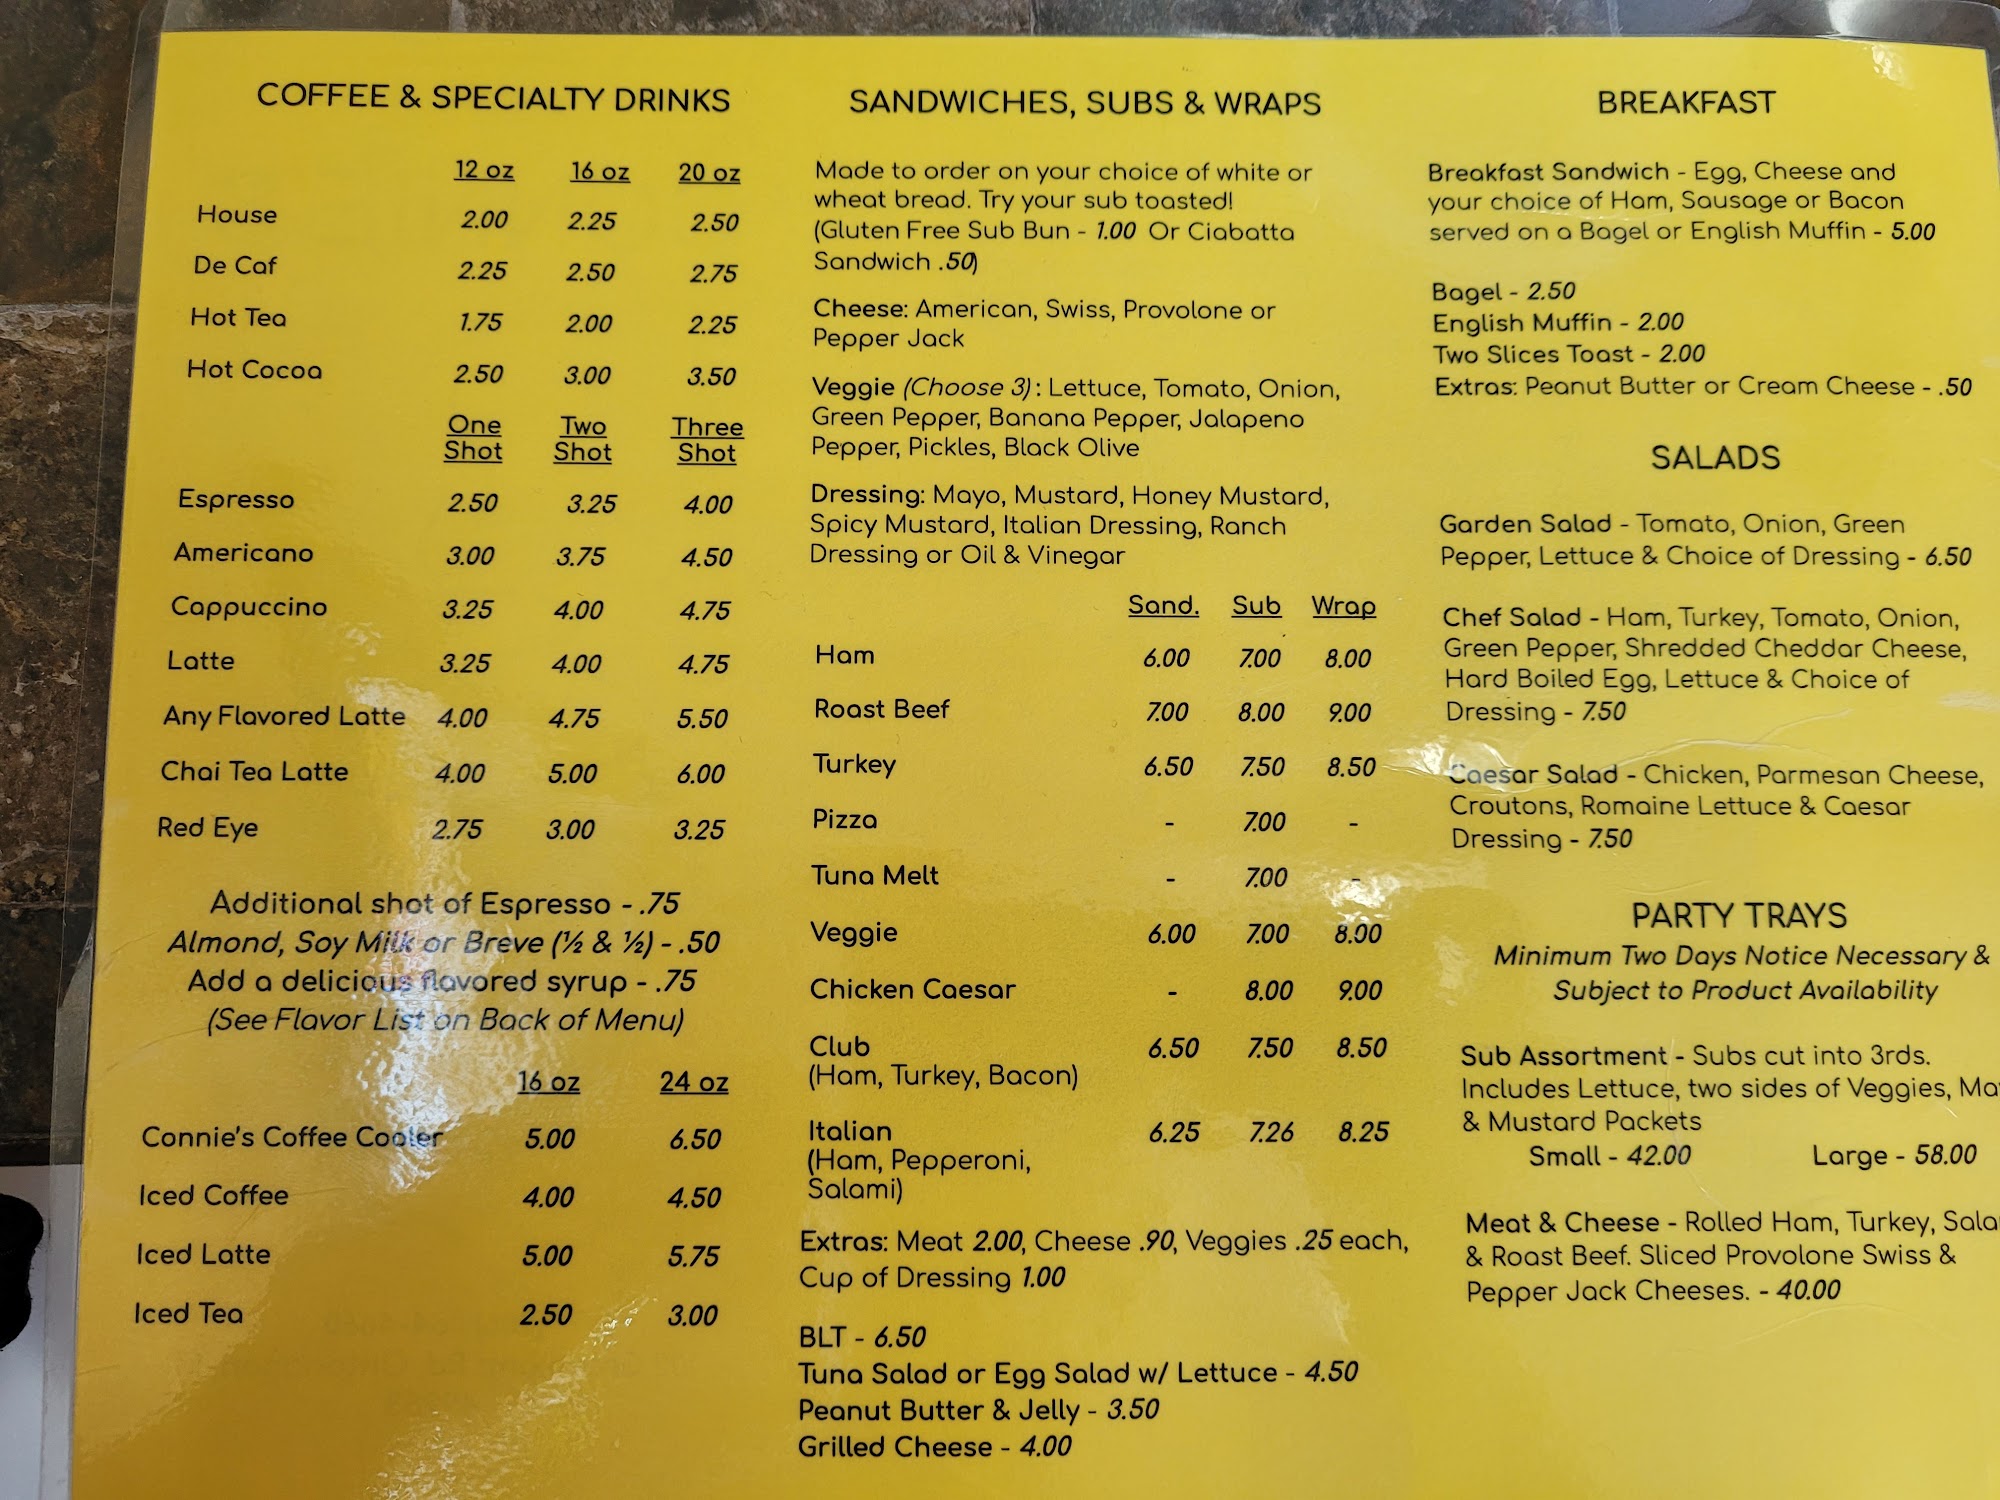 COFFEE & SPECIALTY DRINKS
12 oz 16 oz 20 oz
House 2.00 2.25 2.50
De Caf 2.25 2.50 2.75
Hot Tea 1.75 2.00 2.25
Hot Cocoa 2.50 3.00 3.50
One Two Three
Shot Shot Shot
Espresso 2.50 3.25 4.00
Americano 3.00 3.75 4.50
Cappuccino 3.25 4.00 4.75
Latte 3.25 4.00 4.75
Any Flavored Latte 4.00 4.75 5.50
Chai Tea Latte 4.00 5.00 6.00
Red Eye 2.75 3.00 3.25
Additional shot of Espresso - .75
Almond, Soy Milk or Breve (½ & ½) - .50
Add a delicious flavored syrup - .75
(See Flavor List on Back of Menu)
16 oz 24 oz
Connie's Coffee Cooler 5.00 6.50
Iced Coffee 4.00 4.50
Iced Latte 5.00 5.75
Iced Tea 2.50 3.00
SANDWICHES, SUBS & WRAPS
Made to order on your choice of white or
wheat bread. Try your sub toasted!
(Gluten Free Sub Bun - 1.00 Or Ciabatta
Sandwich .50)
Cheese: American, Swiss, Provolone or
Pepper Jack
Veggie (Choose 3): Lettuce, Tomato, Onion,
Green Pepper, Banana Pepper, Jalapeno
Pepper, Pickles, Black Olive
Dressing: Mayo, Mustard, Honey Mustard,
Spicy Mustard, Italian Dressing, Ranch
Dressing or Oil & Vinegar
Sand. Sub Wrap
Ham 6.00 7.00 8.00
Roast Beef 7.00 8.00 9.00
Turkey 6.50 7.50 8.50
Pizza - 7.00 -
Tuna Melt - 7.00 -
Veggie 6.00 7.00 8.00
Chicken Caesar - 8.00 9.00
Club 6.50 7.50 8.50
(Ham, Turkey, Bacon)
Italian 6.25 7.26 8.25
(Ham, Pepperoni,
Salami)
Extras: Meat 2.00, Cheese .90, Veggies .25 each,
Cup of Dressing 1.00
BLT - 6.50
Tuna Salad or Egg Salad w/ Lettuce - 4.50
Peanut Butter & Jelly - 3.50
Grilled Cheese - 4.00
BREAKFAST
Breakfast Sandwich - Egg, Cheese and
your choice of Ham, Sausage or Bacon
served on a Bagel or English Muffin - 5.00
Bagel - 2.50
English Muffin - 2.00
Two Slices Toast - 2.00
Extras: Peanut Butter or Cream Cheese - .50
SALADS
Garden Salad - Tomato, Onion, Green
Pepper, Lettuce & Choice of Dressing - 6.50
Chef Salad - Ham, Turkey, Tomato, Onion,
Green Pepper, Shredded Cheddar Cheese,
Hard Boiled Egg, Lettuce & Choice of
Dressing - 7.50
Caesar Salad - Chicken, Parmesan Cheese,
Croutons, Romaine Lettuce & Caesar
Dressing - 7.50
PARTY TRAYS
Minimum Two Days Notice Necessary &
Subject to Product Availability
Sub Assortment - Subs cut into 3rds.
Includes Lettuce, two sides of Veggies,
& Mustard Packets
Small - 42.00 Large - 58.00
Meat & Cheese - Rolled Ham, Turkey,
& Roast Beef. Sliced Provolone Swiss &
Pepper Jack Cheeses. - 40.00